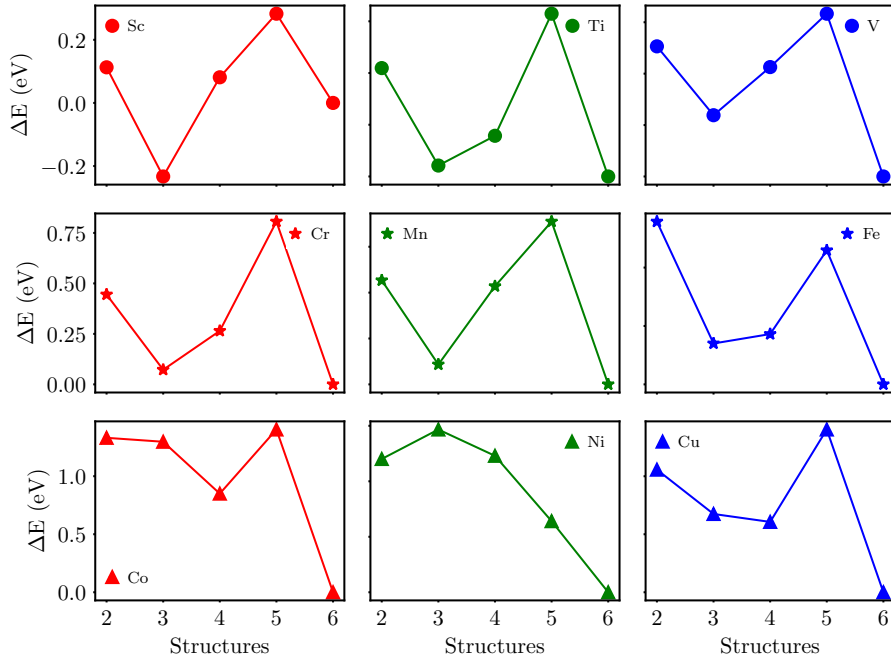 Sc
Ti
V
ΔE (eV)
0.2
0.0
−0.2
Cr
Mn
Fe
ΔE (eV)
0.75
0.50
0.25
0.00
Co
Ni
Cu
ΔE (eV)
1.0
0.5
0.0
2 3 4 5 6
2 3 4 5 6
2 3 4 5 6
Structures
Structures
Structures